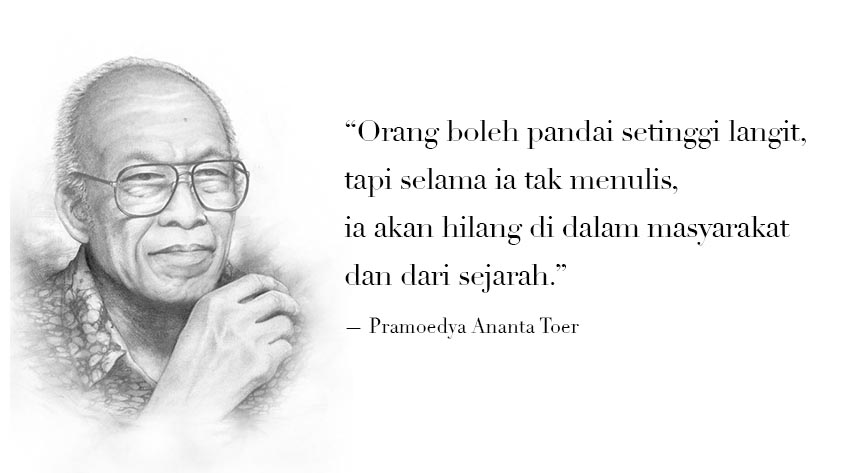 “Orang boleh pandai setinggi langit,
tapi selama ia tak menulis,
ia akan hilang di dalam masyarakat
dan dari sejarah.”
— Pramoedya Ananta Toer